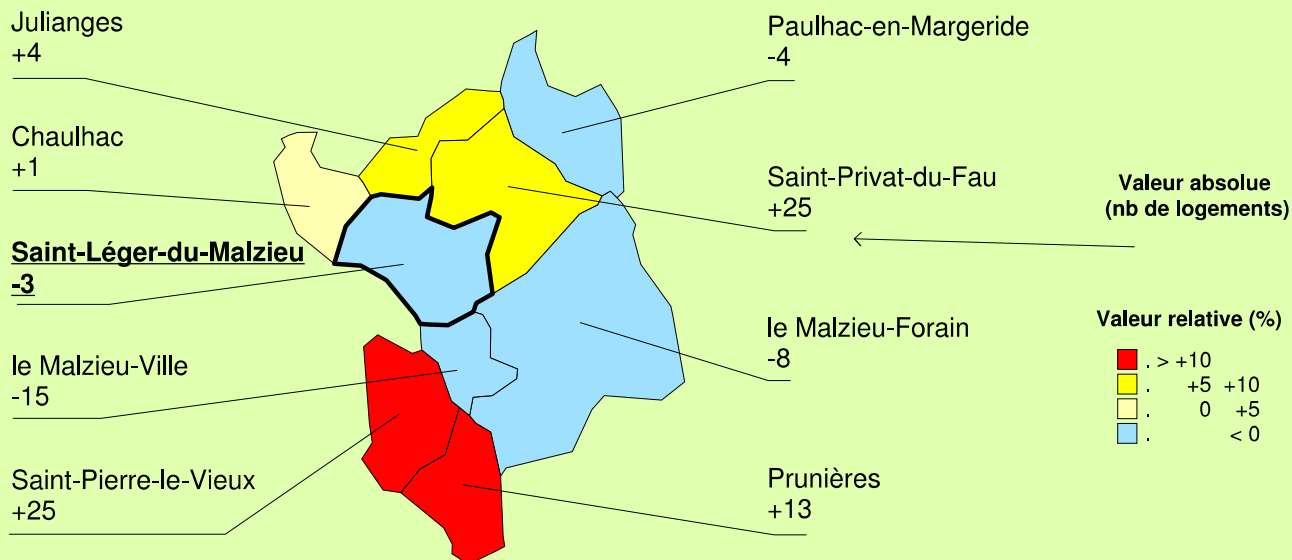 Julianges
+4
Chaulhac
+1
Saint-Léger-du-Malzieu
-3
le Malzieu-Ville
-15
Saint-Pierre-le-Vieux
+25
Paulhac-en-Margeride
-4
Saint-Privat-du-Fau
+25
le Malzieu-Forain
-8
Prunières
+13
Valeur absolue
(nb de logements)
Valeur relative (%)
. > +10
. +5 +10
. 0 +5
. < 0